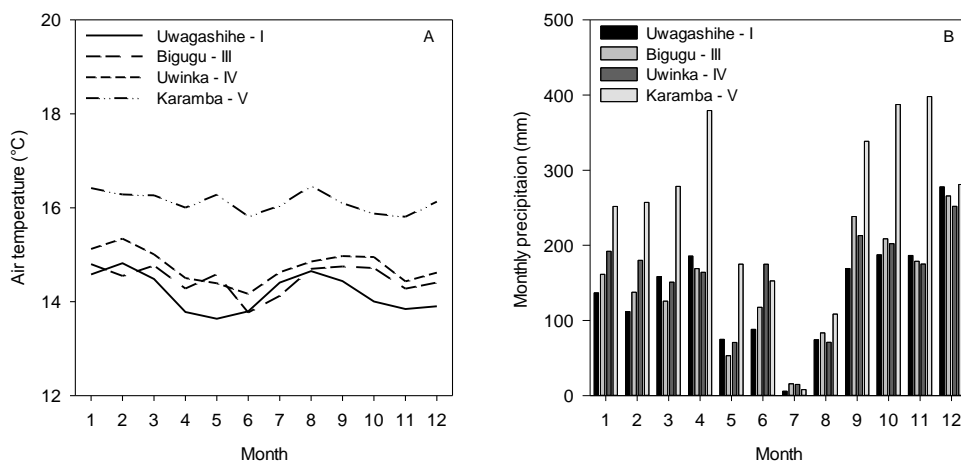 20
18
16
14
12
Air temperature (°C)
A
Uwagashihe - I
Bigugu - III
Uwinka - IV
Karamba - V
1 2 3 4 5 6 7 8 9 10 11 12
Month
500
400
300
200
100
0
Monthly precipitaion (mm)
B
Uwagashihe - I
Bigugu - III
Uwinka - IV
Karamba - V
1 2 3 4 5 6 7 8 9 10 11 12
Month